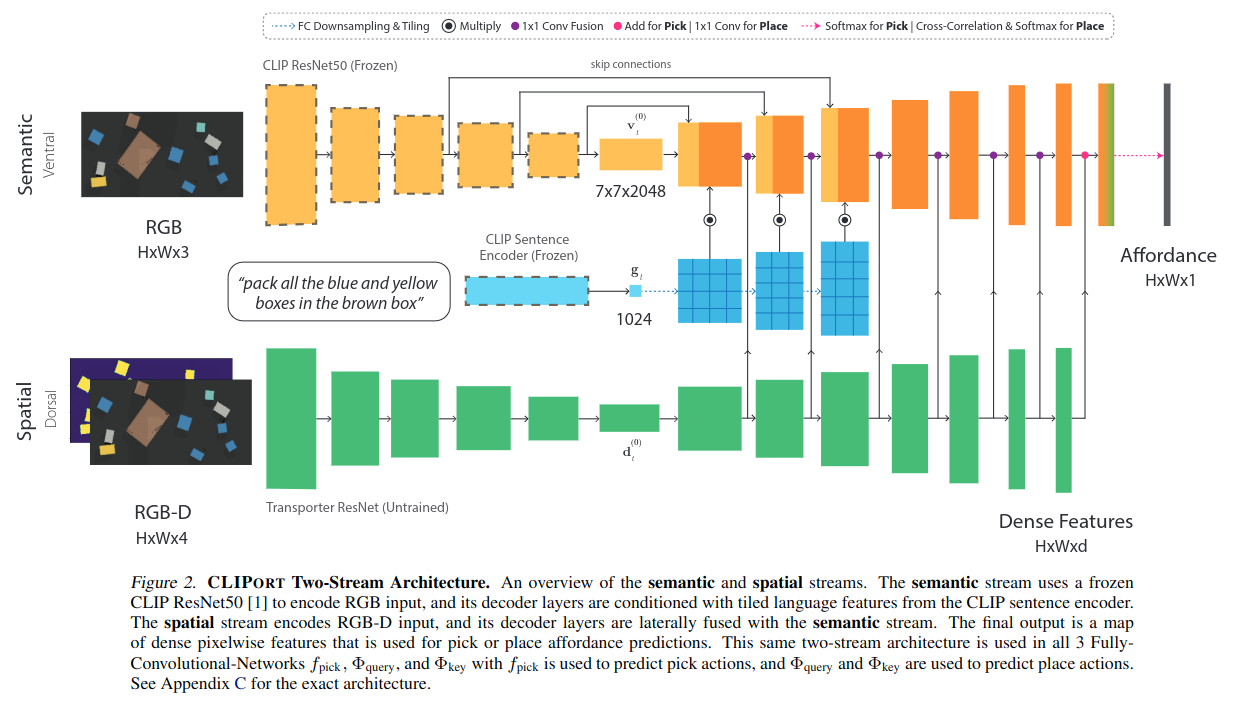 FC Downsampling & Tiling Multiply 1x1 Conv Fusion Add for Pick | 1x1 Conv for Place Softmax for Pick | Cross-Correlation & Softmax for Place
CLIP ResNet50 (Frozen)
skip connections
Semantic
Ventral
v_t^(0)
7x7x2048
RGB
HxWx3
CLIP Sentence
Encoder (Frozen)
“pack all the blue and yellow
boxes in the brown box”
g_t
1024
Affordance
HxWx1
Spatial
Dorsal
d_t^(0)
Transporter ResNet (Untrained)
RGB-D
HxWx4
Dense Features
HxWxd
Figure 2. CLIPORT Two-Stream Architecture. An overview of the semantic and spatial streams. The semantic stream uses a frozen
CLIP ResNet50 [1] to encode RGB input, and its decoder layers are conditioned with tiled language features from the CLIP sentence encoder.
The spatial stream encodes RGB-D input, and its decoder layers are laterally fused with the semantic stream. The final output is a map
of dense pixelwise features that is used for pick or place affordance predictions. This same two-stream architecture is used in all 3 Fully-
Convolutional-Networks f_pick, Φ_query, and Φ_key with f_pick is used to predict pick actions, and Φ_query and Φ_key are used to predict place actions.
See Appendix C for the exact architecture.